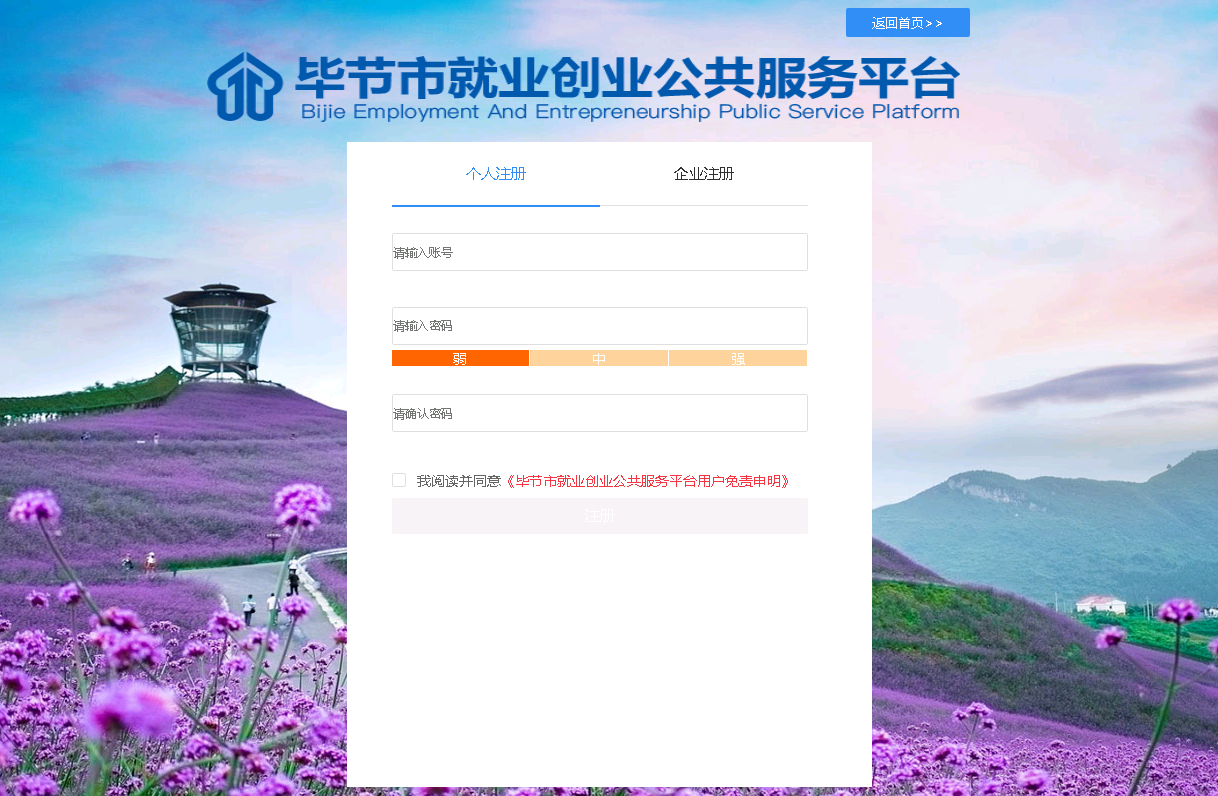 返回首页>>
毕节市就业创业公共服务平台
Bijie Employment And Entrepreneurship Public Service Platform
个人注册 企业注册
请输入账号
请输入密码
弱 中 强
请确认密码
我阅读并同意《毕节市就业创业公共服务平台用户免责申明》
注册